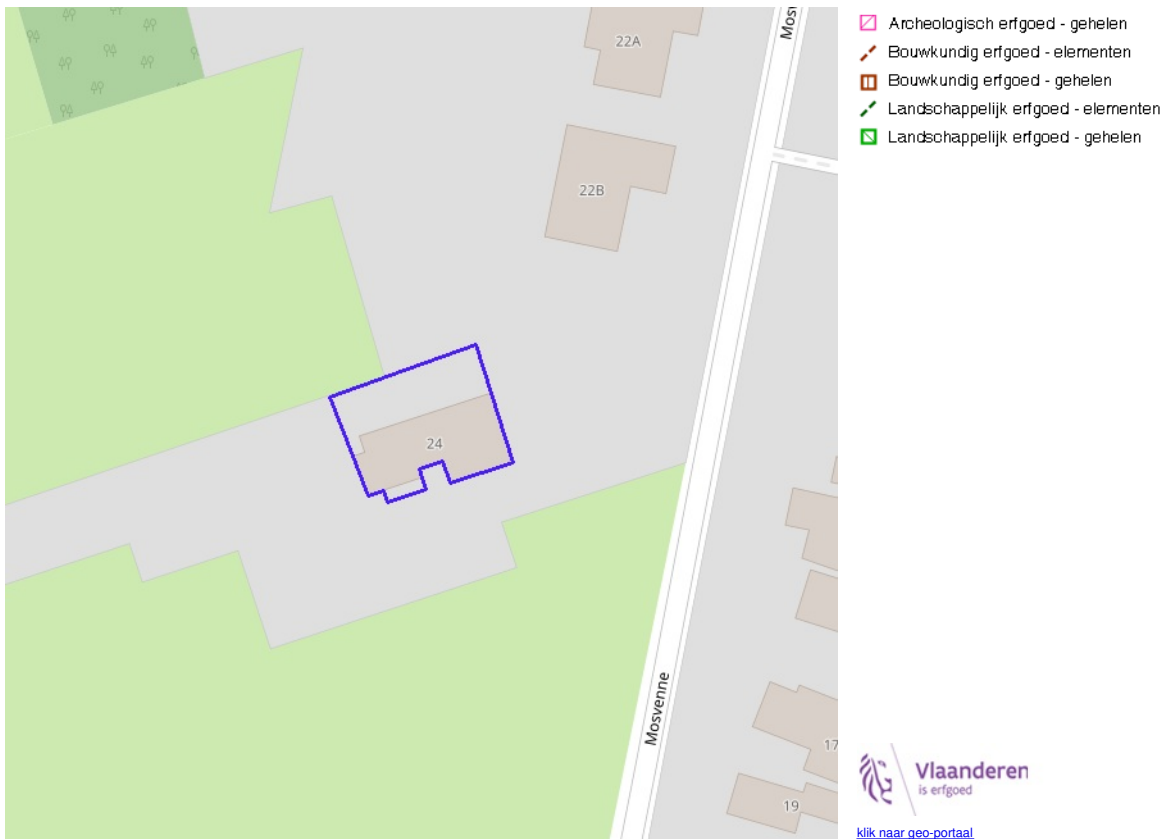 Mosv
22A
22B
24
Mosvenne
17
19
Archeologisch erfgoed - gehelen
Bouwkundig erfgoed - elementen
Bouwkundig erfgoed - gehelen
Landschappelijk erfgoed - elementen
Landschappelijk erfgoed - gehelen
Vlaanderen
is erfgoed
klik naar geo-portaal